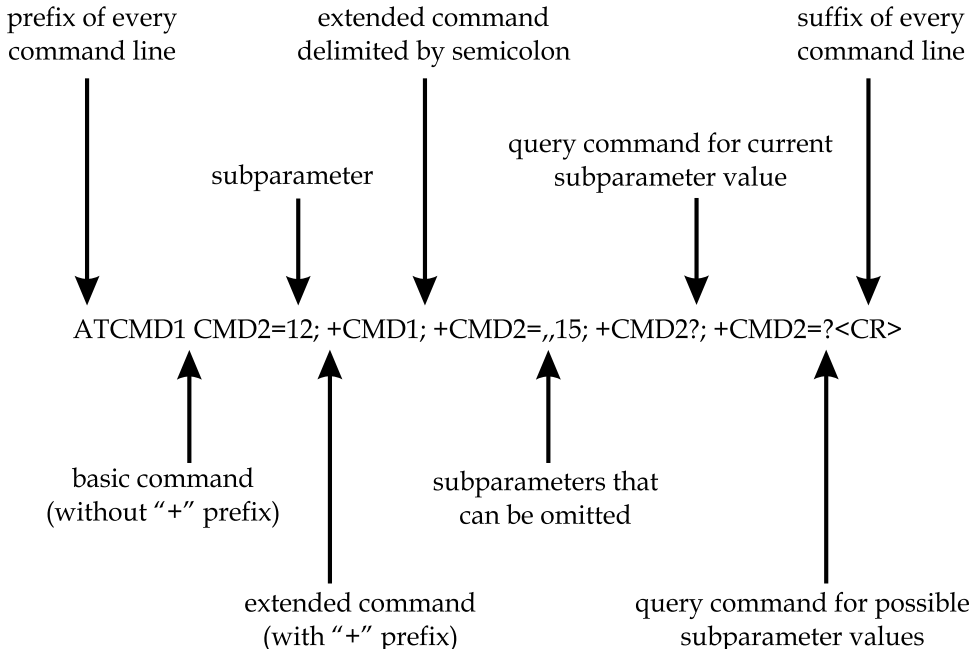 prefix of every
command line
extended command
delimited by semicolon
suffix of every
command line
query command for current
subparameter value
subparameter
ATCMD1 CMD2=12; +CMD1; +CMD2=,,15; +CMD2?; +CMD2=?<CR>
basic command
(without “+” prefix)
subparameters that
can be omitted
extended command
(with “+” prefix)
query command for possible
subparameter values